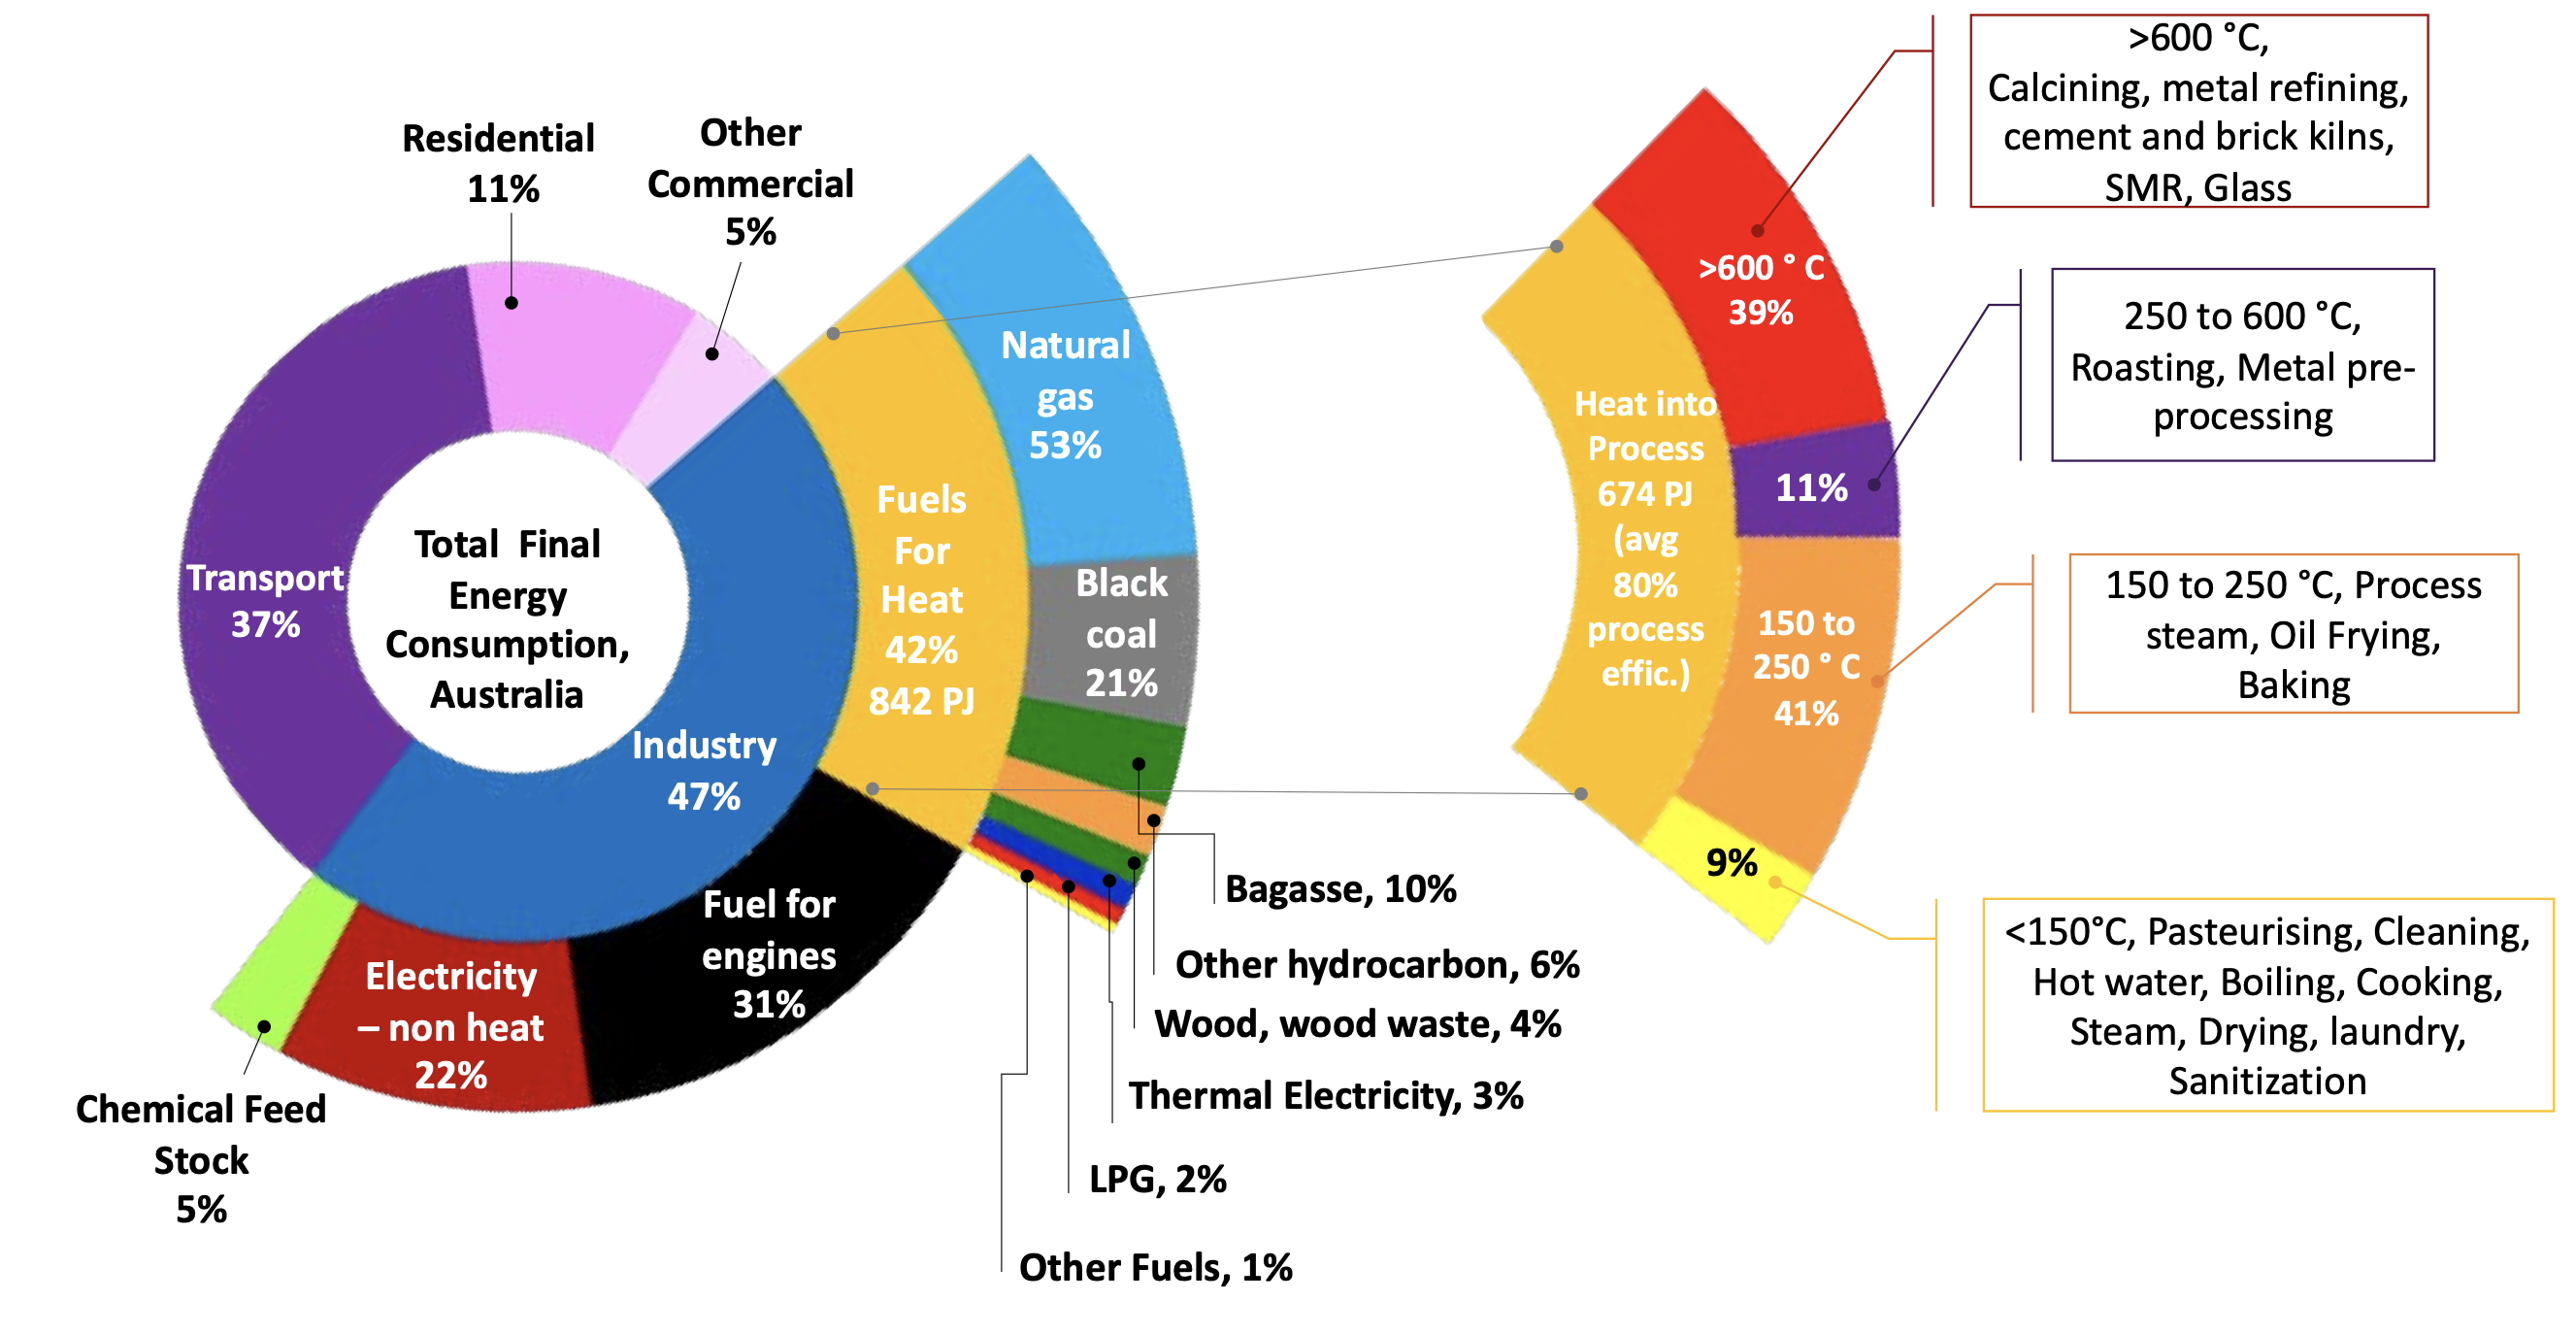 Residential
11%
Other
Commercial
5%
Transport
37%
Total  Final
Energy
Consumption,
Australia
Industry
47%
Fuels
For
Heat
42%
842 PJ
Natural
gas
53%
Black
coal
21%
Fuel for
engines
31%
Electricity
– non heat
22%
Chemical Feed
Stock
5%
Bagasse, 10%
Other hydrocarbon, 6%
Wood, wood waste, 4%
Thermal Electricity, 3%
LPG, 2%
Other Fuels, 1%
Heat into
Process
674 PJ
(avg
80%
process
effic.)
>600 ° C
39%
11%
150 to
250 ° C
41%
9%
>600 °C,
Calcining, metal refining,
cement and brick kilns,
SMR, Glass
250 to 600 °C,
Roasting, Metal pre-
processing
150 to 250 °C, Process
steam, Oil Frying,
Baking
<150°C, Pasteurising, Cleaning,
Hot water, Boiling, Cooking,
Steam, Drying, laundry,
Sanitization